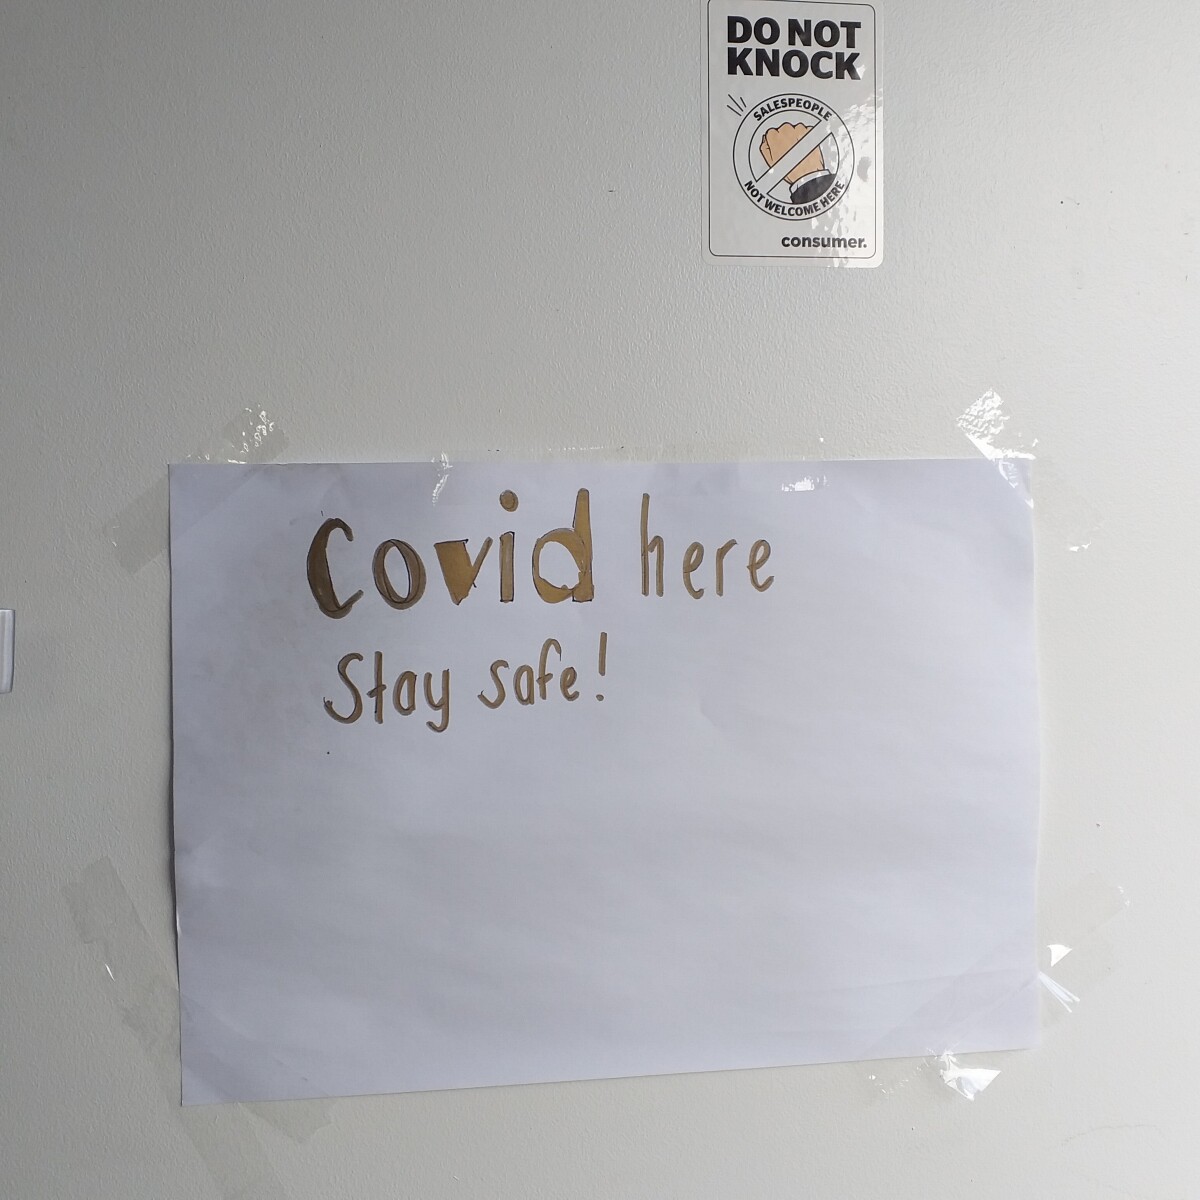 DO NOT
KNOCK
SALESPEOPLE
NOT WELCOME HERE
consumer.
Covid here
Stay safe!